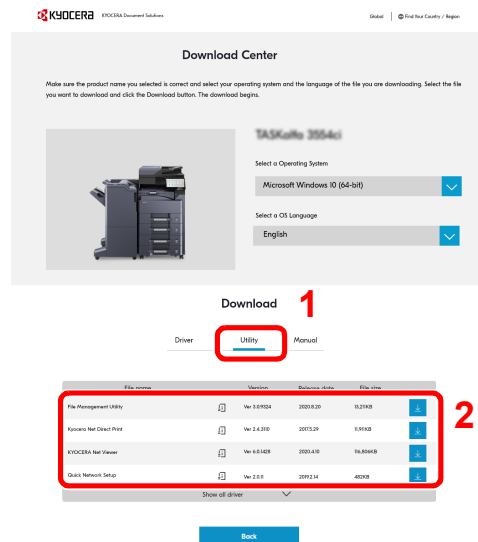 KYOCERA KYOCERA Document Solutions Global Find Your Country / Region
Download Center
Make sure the product name you selected is correct and select your operating system and the language of the file you are downloading. Select the file
you want to download and click the Download button. The download begins.
TASKalfa 3554ci
Select a Operating System
Microsoft Windows 10 (64-bit)
Select a OS Language
English
Download 1
Driver Utility Manual
File name Version Release date File size
File Management Utility Ver 3.0.9324 2020.8.20 13,211KB
Kyocera Net Direct Print Ver 2.4.3110 2017.5.29 11,911KB
KYOCERA Net Viewer Ver 6.0.1428 2020.4.10 116,806KB
Quick Network Setup Ver 2.0.11 2019.2.14 482KB
2
Show all driver
Back